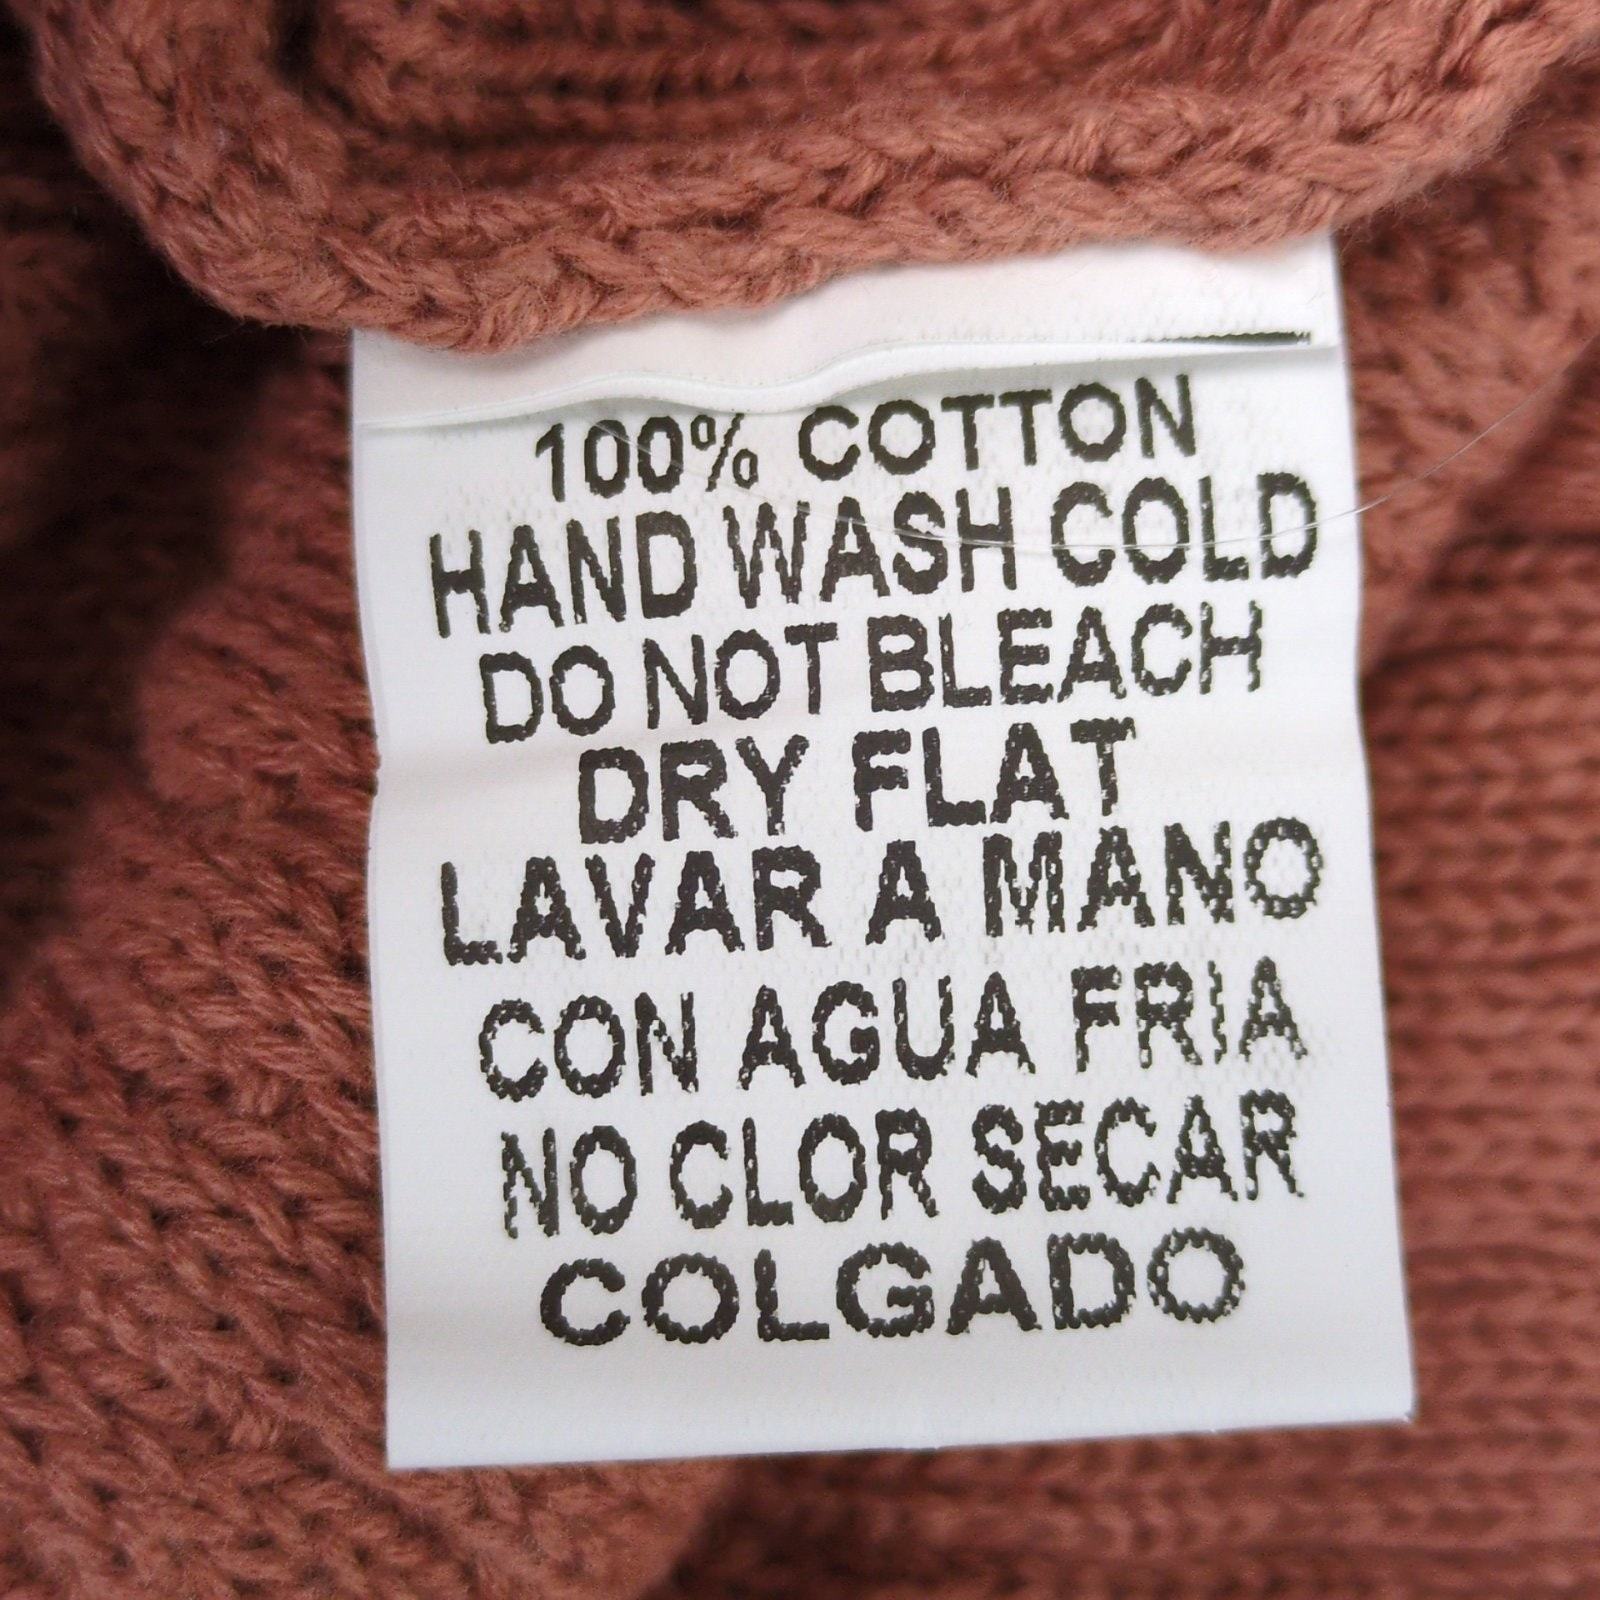 100% COTTON
HAND WASH COLD
DO NOT BLEACH
DRY FLAT
LAVAR A MANO
CON AGUA FRIA
NO CLOR SECAR
COLGADO